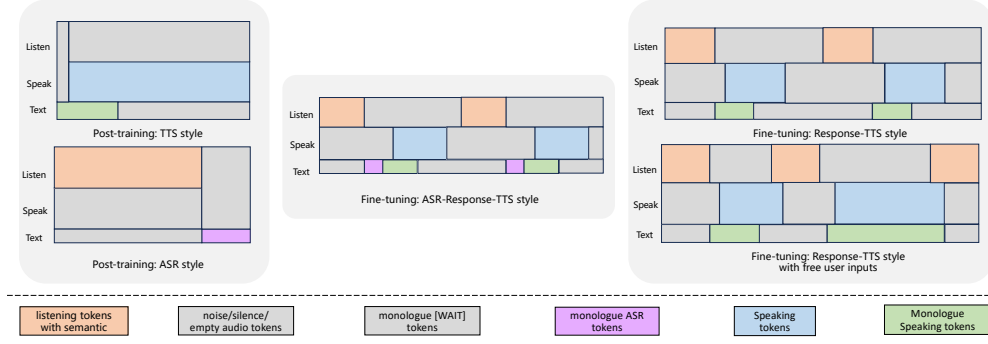 Listen
Speak
Text
Post-training: TTS style
Listen
Speak
Text
Post-training: ASR style
Listen
Speak
Text
Fine-tuning: ASR-Response-TTS style
Listen
Speak
Text
Fine-tuning: Response-TTS style
Listen
Speak
Text
Fine-tuning: Response-TTS style
with free user inputs
listening tokens
with semantic
noise/silence/
empty audio tokens
monologue [WAIT]
tokens
monologue ASR
tokens
Speaking
tokens
Monologue
Speaking tokens